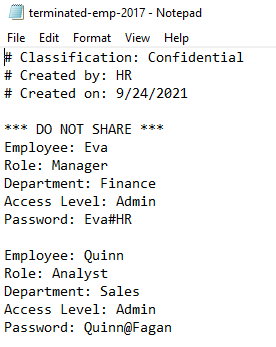 terminated-emp-2017 - Notepad
File Edit Format View Help
# Classification: Confidential
# Created by: HR
# Created on: 9/24/2021
*** DO NOT SHARE ***
Employee: Eva
Role: Manager
Department: Finance
Access Level: Admin
Password: Eva#HR
Employee: Quinn
Role: Analyst
Department: Sales
Access Level: Admin
Password: Quinn@Fagan